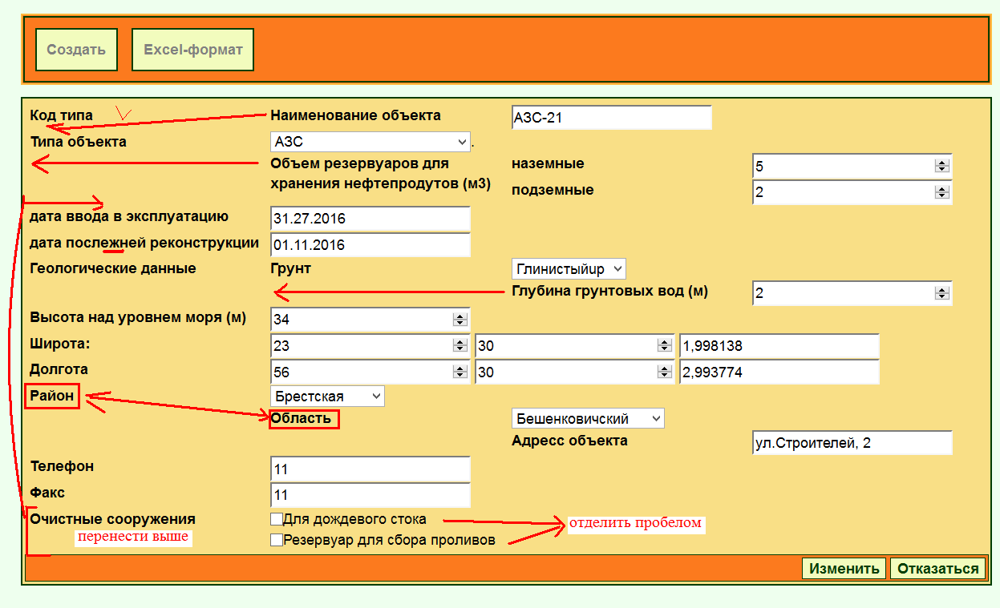 Создать Excel-формат
Код типа Наименование объекта АЗС-21
Типа объекта АЗС .
Объем резервуаров для наземные 5
хранения нефтепродутов (м3) подземные 2
дата ввода в эксплуатацию 31.27.2016
дата послежней реконструкции 01.11.2016
Геологические данные Грунт Глинистыйup
Глубина грунтовых вод (м) 2
Высота над уровнем моря (м) 34
Широта: 23 30 1,998138
Долгота 56 30 2,993774
Район Брестская
Область Бешенковичский
Адресс объекта ул.Строителей, 2
Телефон 11
Факс 11
Очистные сооружения Для дождевого стока отделить пробелом
перенести выше Резервуар для сбора проливов
Изменить Отказаться